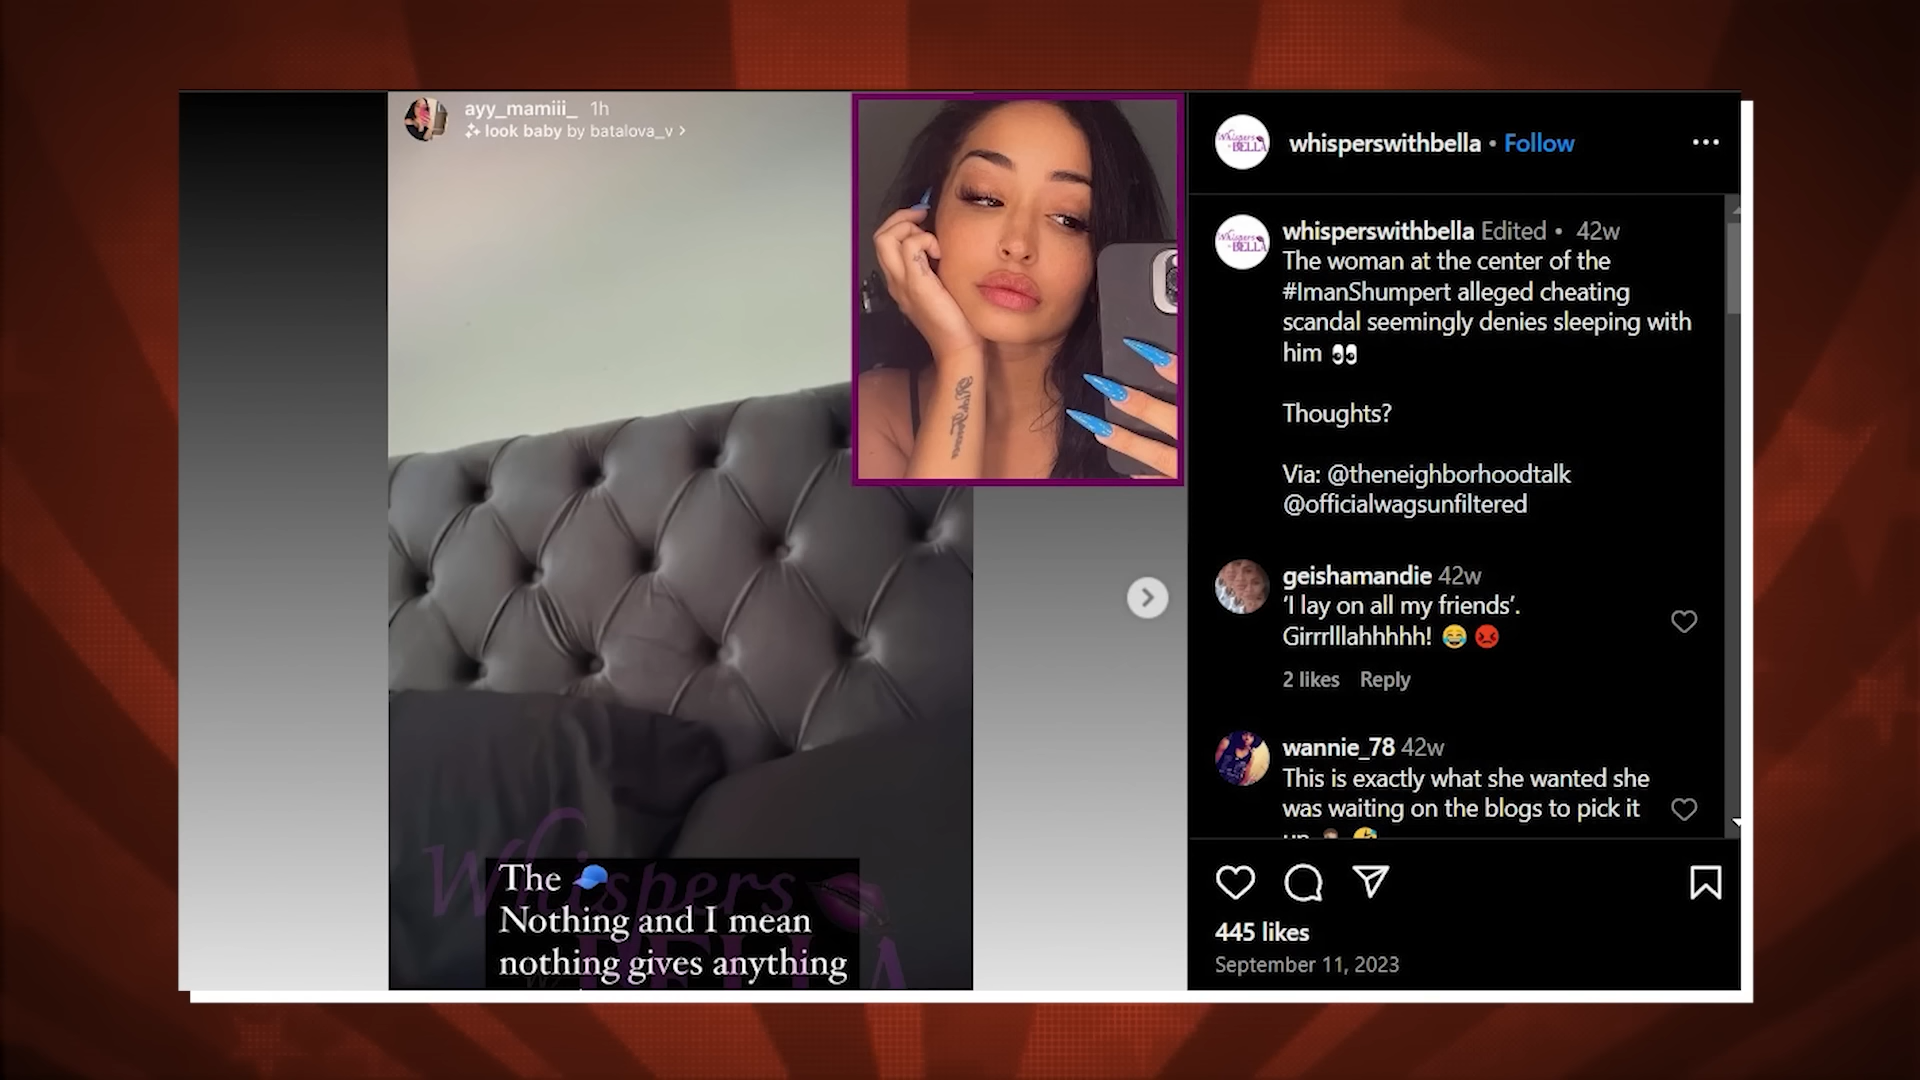 ayy_mamiii_ 1h
look baby by batalova_v >
The 🧢
Nothing and I mean
nothing gives anything
Whispers
BELLA
whisperswithbella • Follow
whisperswithbella Edited • 42w
The woman at the center of the
#ImanShumpert alleged cheating
scandal seemingly denies sleeping with
him 👀
Thoughts?
Via: @theneighborhoodtalk
@officialwagsunfiltered
geishamandie 42w
‘I lay on all my friends’.
Girrrlllahhhhh! 😂 😡
2 likes Reply
wannie_78 42w
This is exactly what she wanted she
was waiting on the blogs to pick it
up
445 likes
September 11, 2023